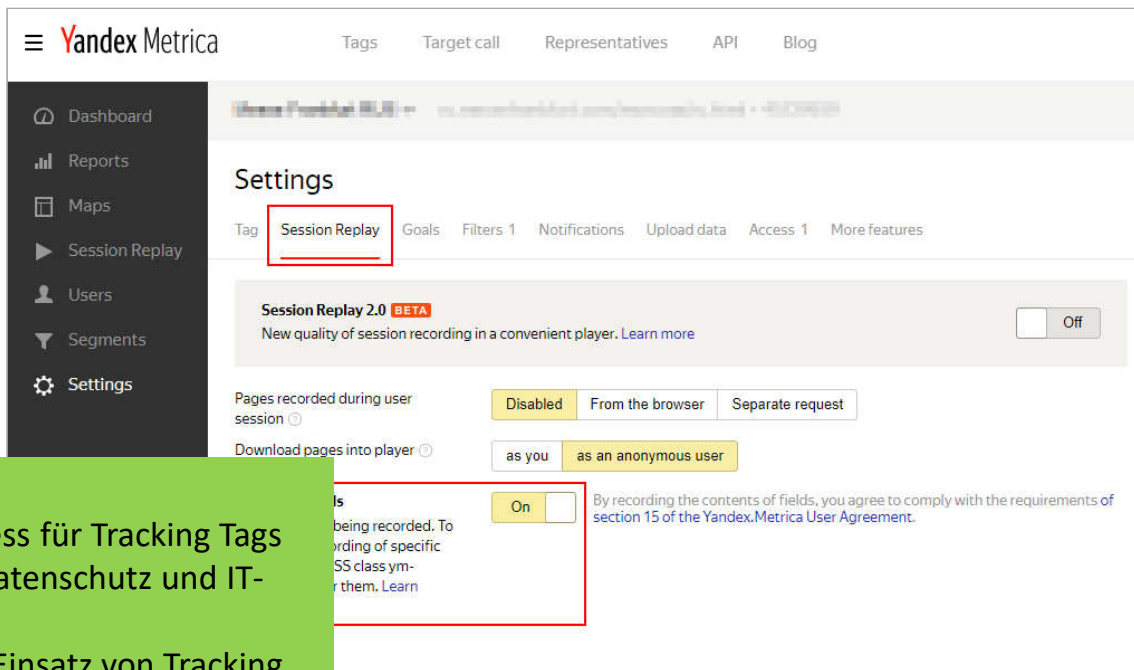 Yandex Metrica
Tags Target call Representatives API Blog
Dashboard
Reports
Maps
Session Replay
Users
Segments
Settings
Settings
Tag Session Replay Goals Filters 1 Notifications Upload data Access 1 More features
Session Replay 2.0 BETA
New quality of session recording in a convenient player. Learn more
Off
Pages recorded during user
session
Disabled From the browser Separate request
Download pages into player
as you as an anonymous user
ls
being recorded. To
rding of specific
SS class ym-
them. Learn
On
By recording the contents of fields, you agree to comply with the requirements of
section 15 of the Yandex.Metrica User Agreement.
ess für Tracking Tags
atenschutz und IT-
Einsatz von Tracking